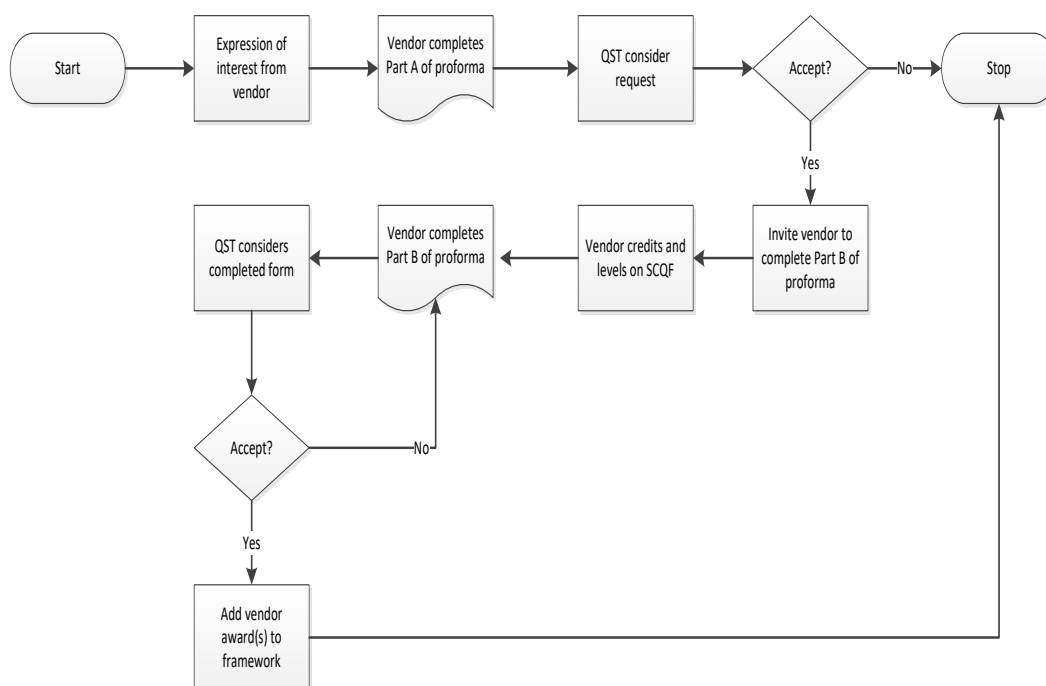 Start
Expression of
interest from
vendor
Vendor completes
Part A of proforma
QST consider
request
Accept?
No
Stop
Yes
Invite vendor to
complete Part B of
proforma
Vendor credits and
levels on SCQF
Vendor completes
Part B of proforma
QST considers
completed form
Accept?
No
Yes
Add vendor
award(s) to
framework